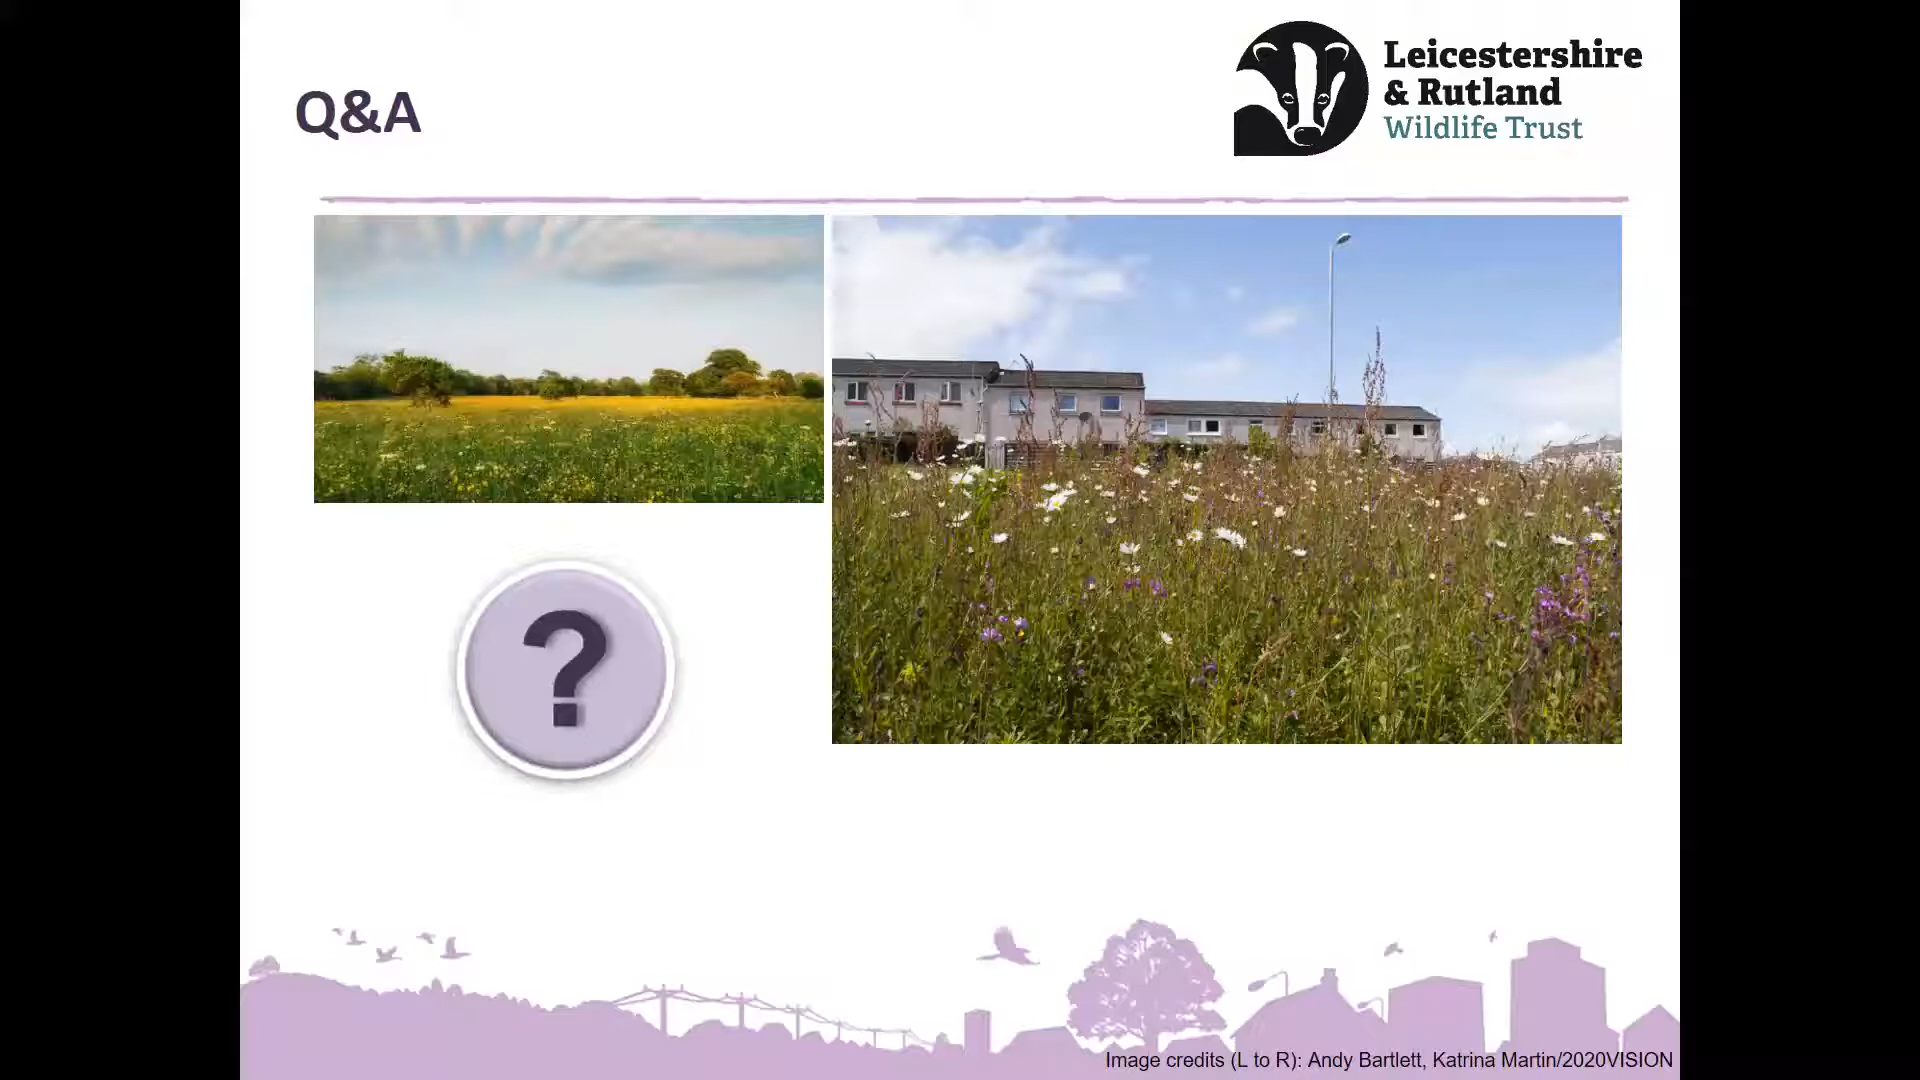 Q&A
Leicestershire
& Rutland
Wildlife Trust
?
Image credits (L to R): Andy Bartlett, Katrina Martin/2020VISION